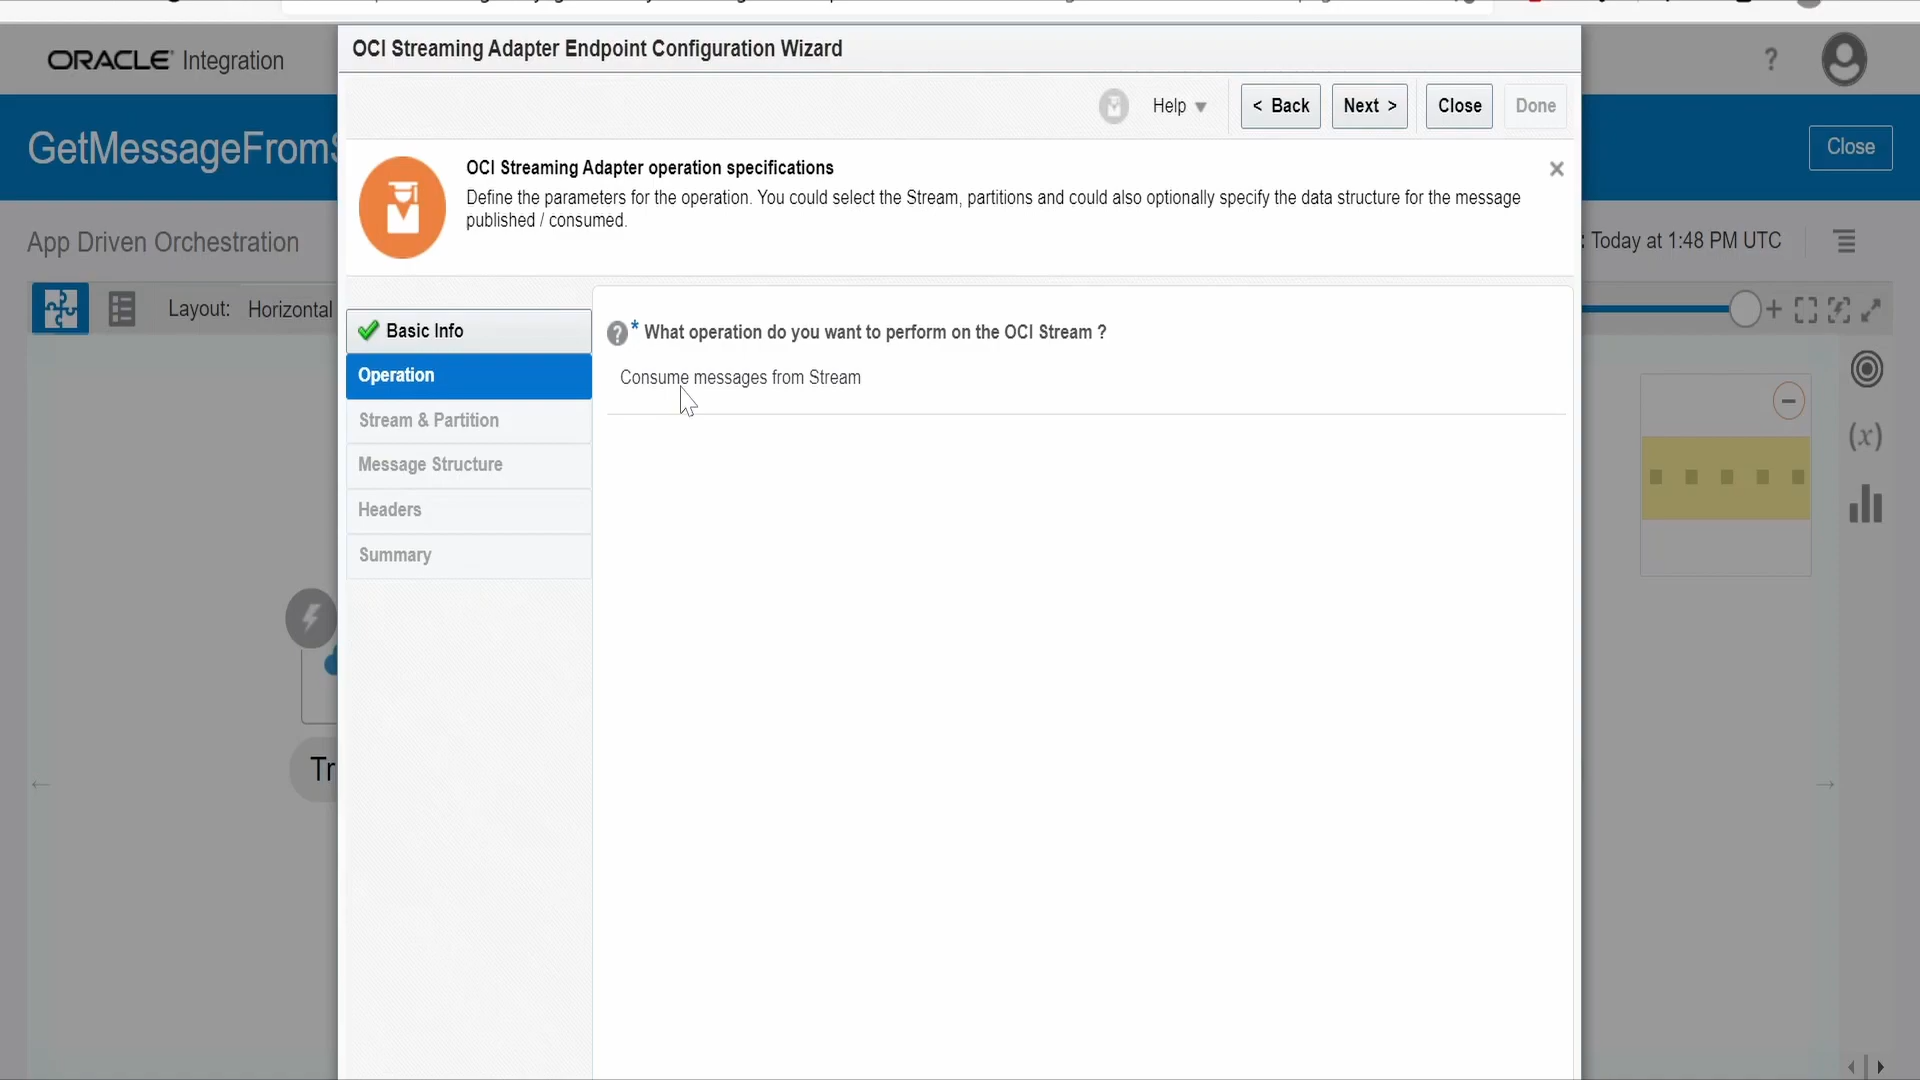 OCI Streaming Adapter Endpoint Configuration Wizard
ORACLE Integration
?
Help
< Back
Next >
Close
Done
GetMessageFromS
Close
OCI Streaming Adapter operation specifications
Define the parameters for the operation. You could select the Stream, partitions and could also optionally specify the data structure for the message
published / consumed.
App Driven Orchestration
: Today at 1:48 PM UTC
Layout: Horizontal
Basic Info
* What operation do you want to perform on the OCI Stream ?
Operation
Consume messages from Stream
Stream & Partition
(x)
Message Structure
Headers
Summary
Tr